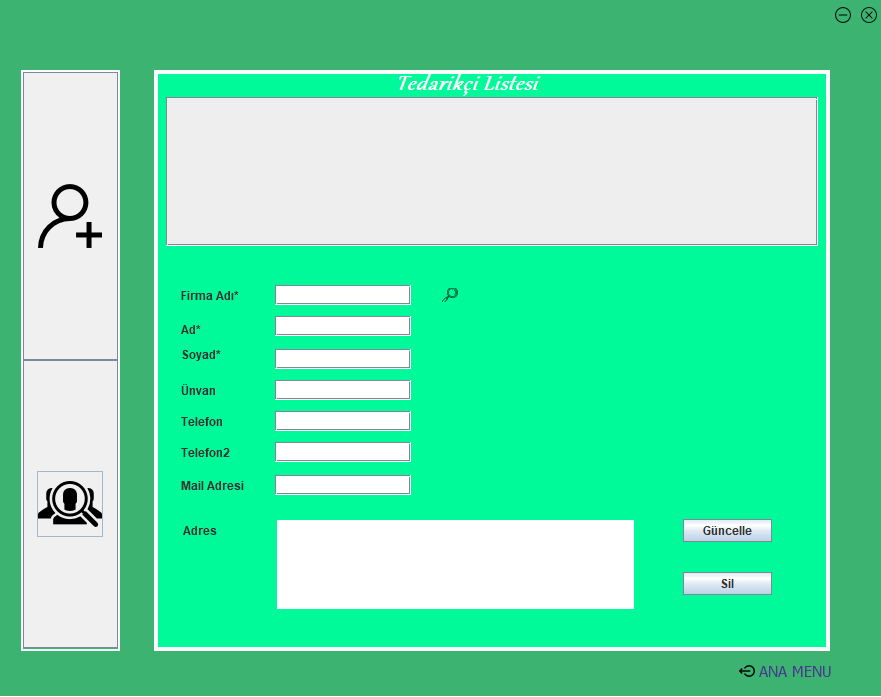 Tedarikçi Listesi
Firma Adı*
Ad*
Soyad*
Ünvan
Telefon
Telefon2
Mail Adresi
Adres
Güncelle
Sil
ANA MENU